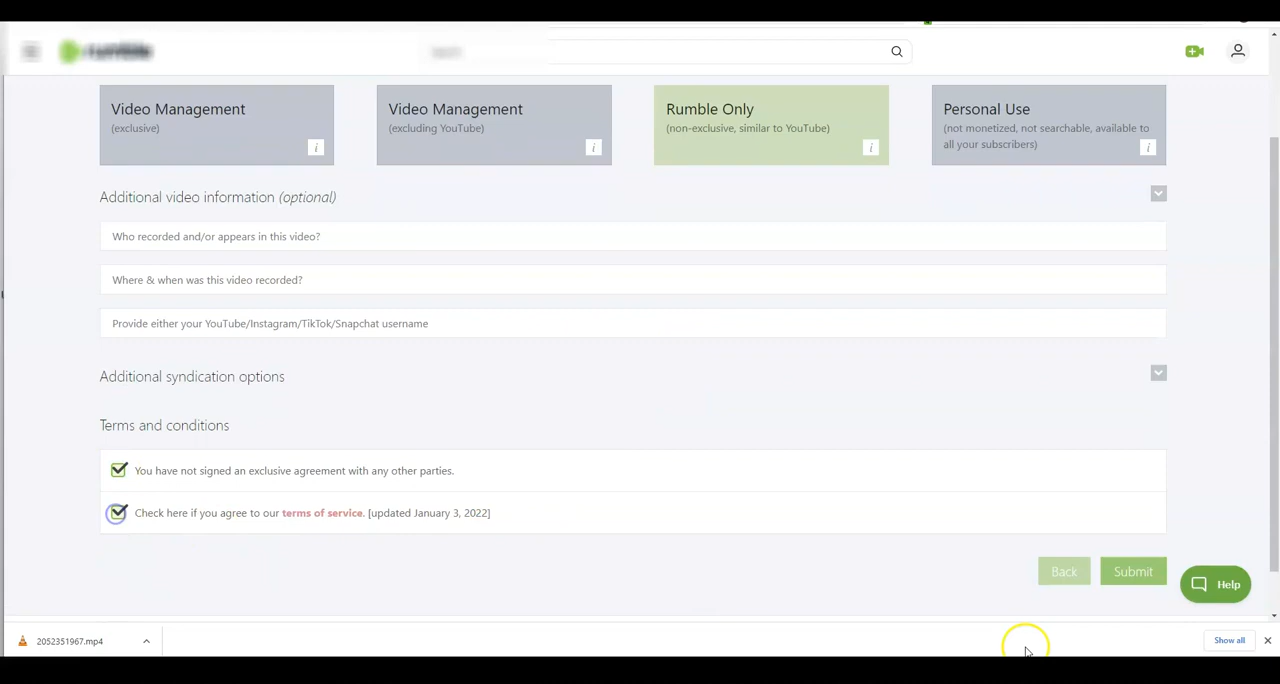 Video Management
(exclusive)
i
Video Management
(excluding YouTube)
i
Rumble Only
(non-exclusive, similar to YouTube)
i
Personal Use
(not monetized, not searchable, available to
all your subscribers)
i
Additional video information (optional)
Who recorded and/or appears in this video?
Where & when was this video recorded?
Provide either your YouTube/Instagram/TikTok/Snapchat username
Additional syndication options
Terms and conditions
You have not signed an exclusive agreement with any other parties.
Check here if you agree to our terms of service. [updated January 3, 2022]
Back
Submit
Help
2052351967.mp4
Show all